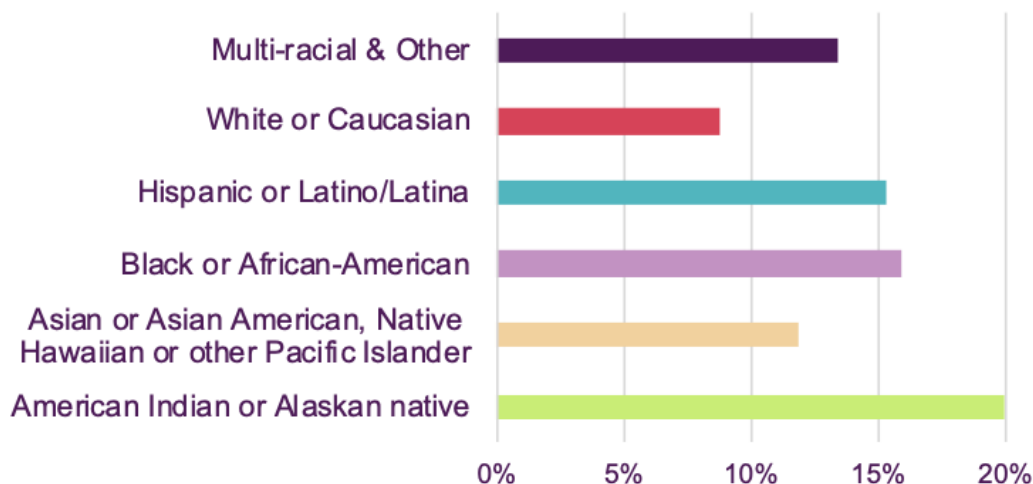 Multi-racial & Other
White or Caucasian
Hispanic or Latino/Latina
Black or African-American
Asian or Asian American, Native
Hawaiian or other Pacific Islander
American Indian or Alaskan native
0% 5% 10% 15% 20%